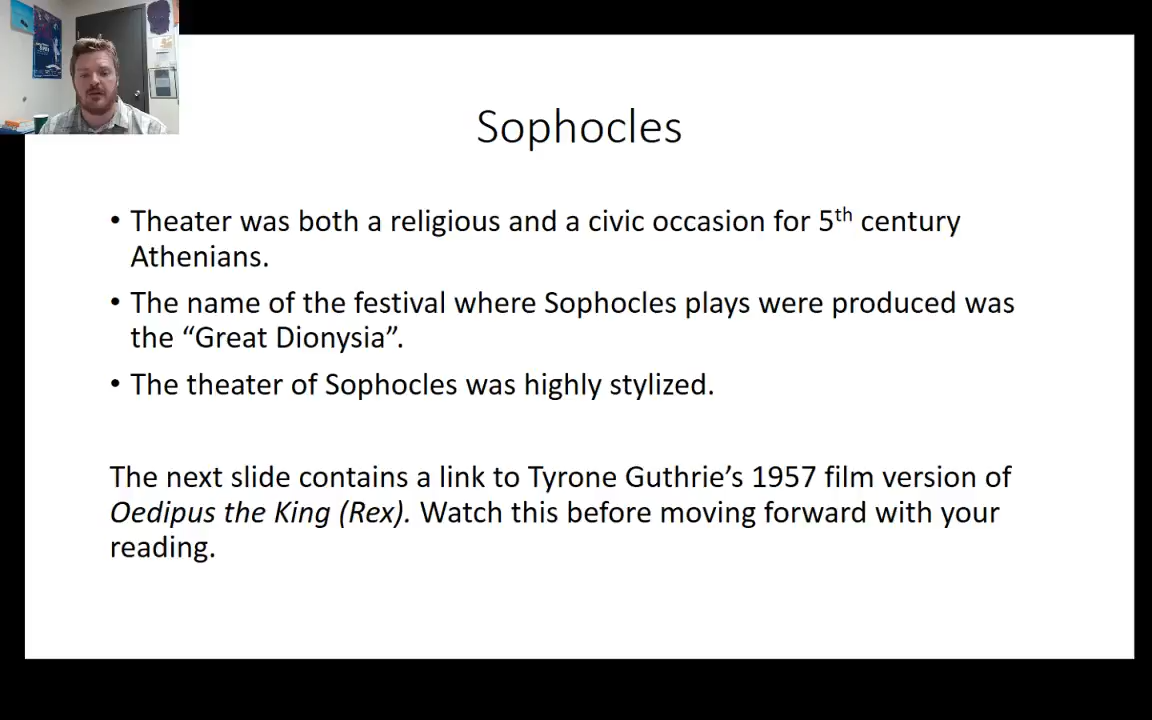 Sophocles
• Theater was both a religious and a civic occasion for 5th century
Athenians.
• The name of the festival where Sophocles plays were produced was
the “Great Dionysia”.
• The theater of Sophocles was highly stylized.
The next slide contains a link to Tyrone Guthrie’s 1957 film version of
Oedipus the King (Rex). Watch this before moving forward with your
reading.